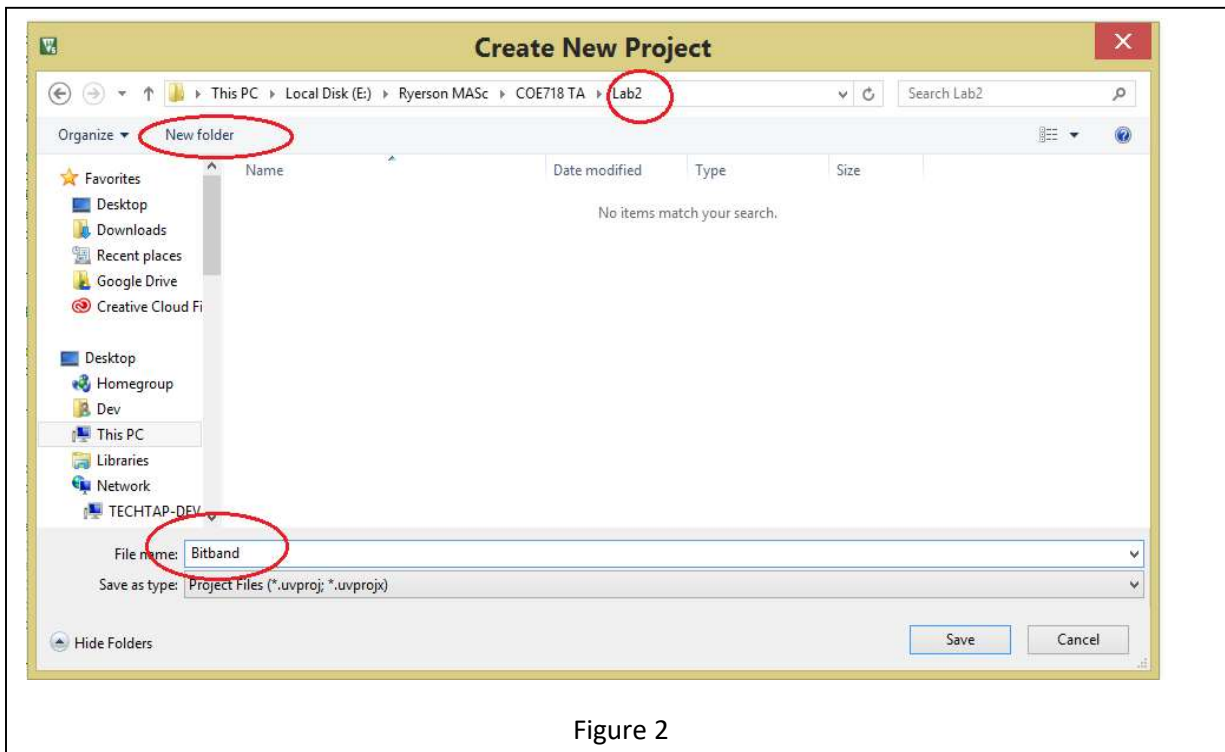 Create New Project
This PC Local Disk (E:) Ryerson MASc COE718 TA Lab2
Search Lab2
Organize New folder
Name Date modified Type Size
No items match your search.
Favorites
Desktop
Downloads
Recent places
Google Drive
Creative Cloud Fi
Desktop
Homegroup
Dev
This PC
Libraries
Network
TECHTAP-DEV
File name: Bitband
Save as type: Project Files (*.uvproj; *.uvprojx)
Hide Folders
Save Cancel
Figure 2